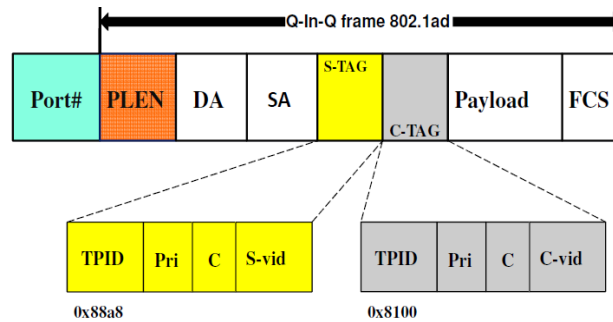 Q-In-Q frame 802.1ad
Port# PLEN DA SA S-TAG C-TAG Payload FCS
TPID Pri C S-vid
TPID Pri C C-vid
0x88a8
0x8100